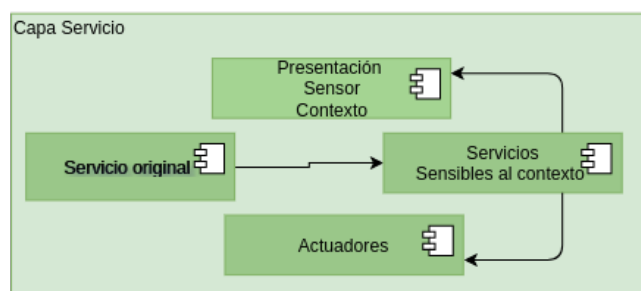 Capa Servicio
Presentación
Sensor
Contexto
Servicio original
Servicios
Sensibles al contexto
Actuadores